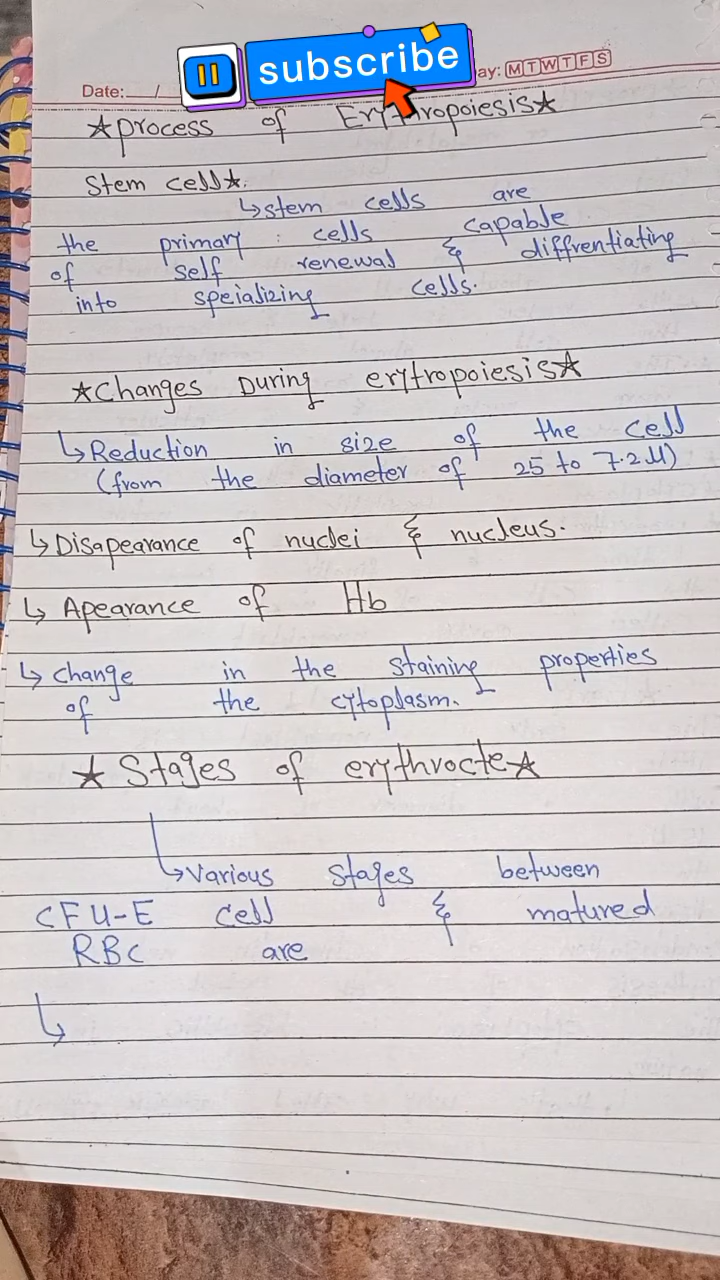 subscribe
Date: / ay: M T W T F S
★process of Erythropoiesis★
Stem cell★.
↳stem cells are
the primary cells capable
of self renewal & diffrentiating
into speializing cells.
★Changes During erytropoiesis★
↳Reduction in size of the cell
(from the diameter of 25 to 7.2 μ)
↳Disapearance of nuclei & nucleus.
↳ Apearance of Hb
↳ change in the staining properties
of the cytoplasm.
★ Stages of erythrocte★
↳Various stages between
CFU-E cell & matured
RBC are
↳